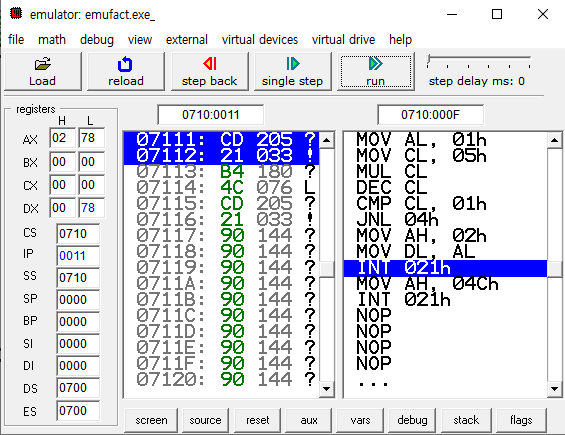 emulator: emufact.exe_
file math debug view external virtual devices virtual drive help
Load reload step back single step run step delay ms: 0
registers
H L
AX 02 78
BX 00 00
CX 00 00
DX 00 78
CS 0710
IP 0011
SS 0710
SP 0000
BP 0000
SI 0000
DI 0000
DS 0700
ES 0700
0710:0011
07111: CD 205 ?
07112: 21 033 !
07113: B4 180 ?
07114: 4C 076 L
07115: CD 205 ?
07116: 21 033 !
07117: 90 144 ?
07118: 90 144 ?
07119: 90 144 ?
0711A: 90 144 ?
0711B: 90 144 ?
0711C: 90 144 ?
0711D: 90 144 ?
0711E: 90 144 ?
0711F: 90 144 ?
07120: 90 144 ?
0710:000F
MOV AL, 01h
MOV CL, 05h
MUL CL
DEC CL
CMP CL, 01h
JNL 04h
MOV AH, 02h
MOV DL, AL
INT 021h
MOV AH, 04Ch
INT 021h
NOP
NOP
NOP
NOP
...
screen source reset aux vars debug stack flags